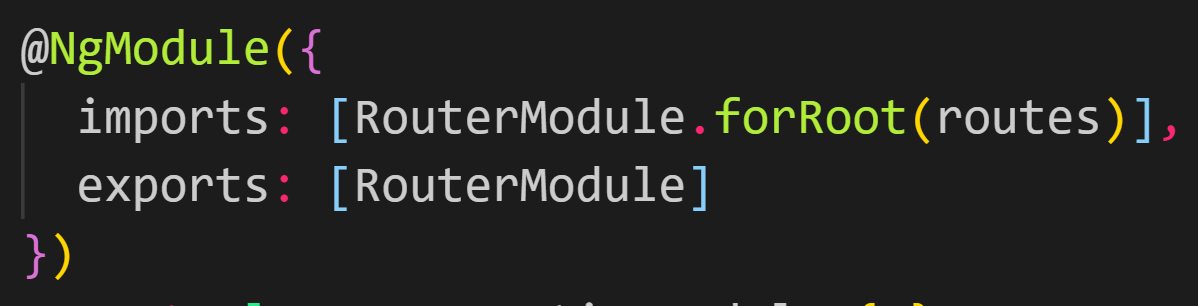 @NgModule({
imports: [RouterModule.forRoot(routes)],
exports: [RouterModule]
})